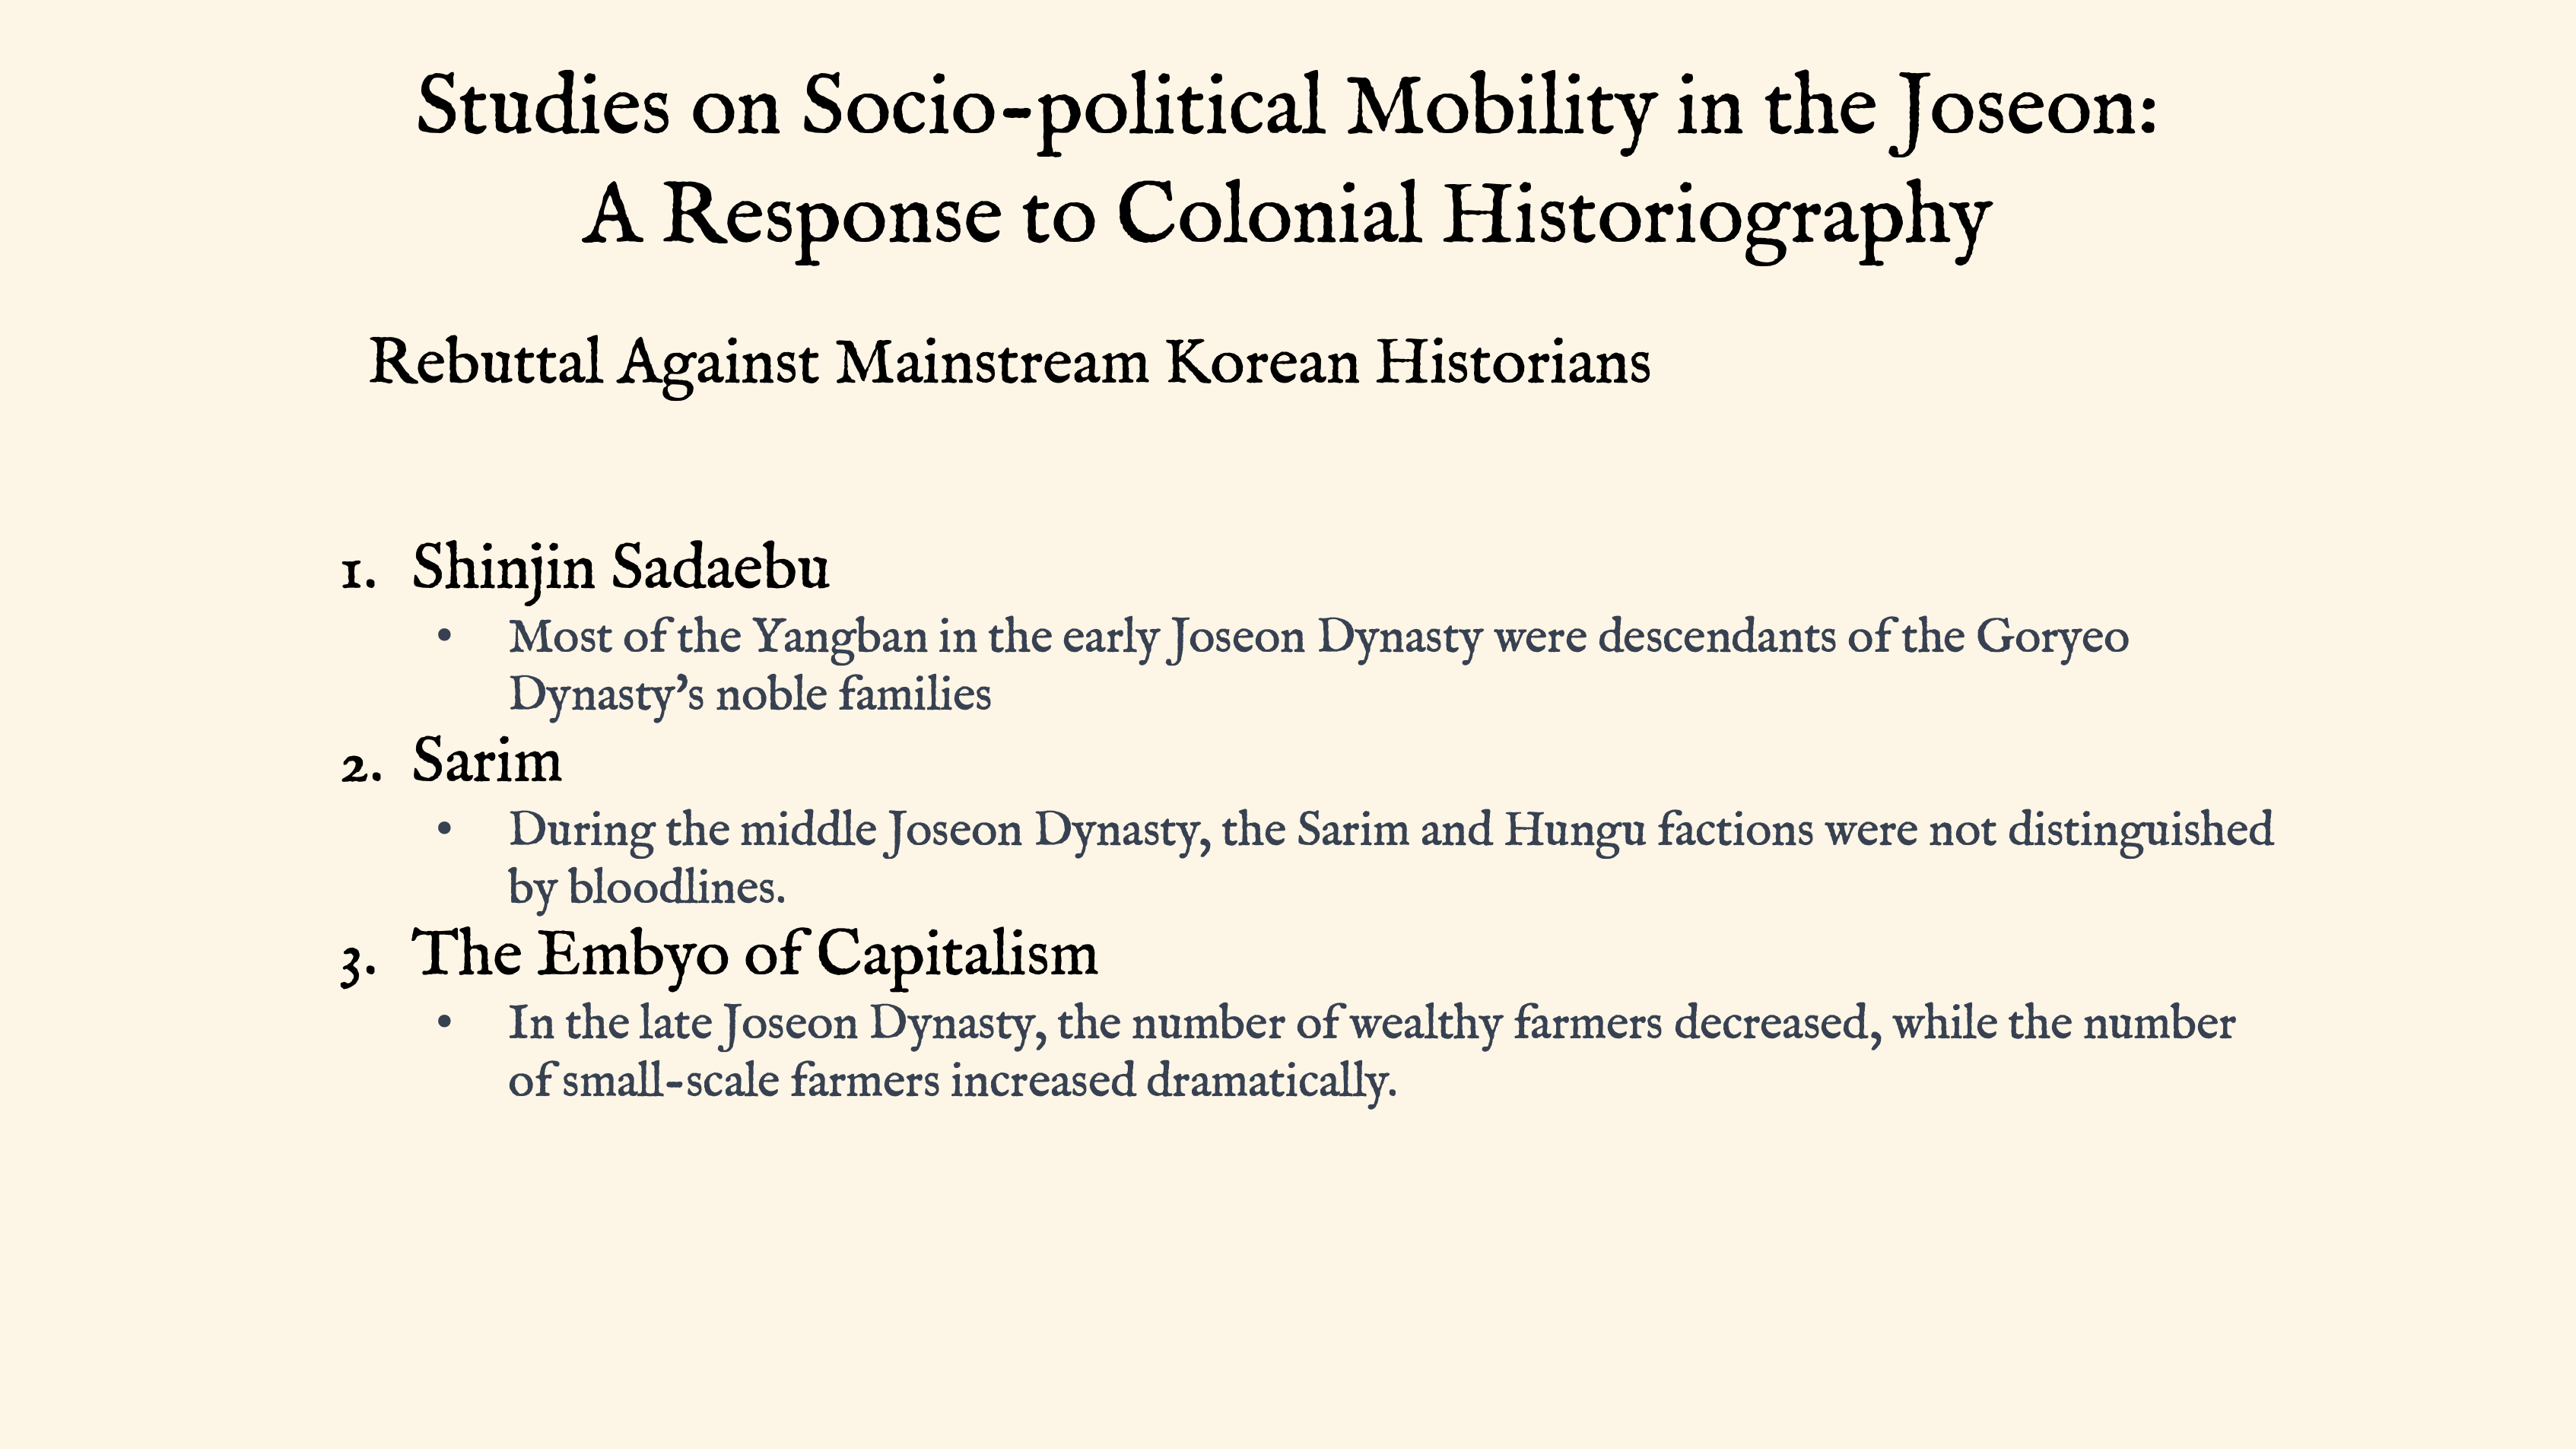 Studies on Socio-political Mobility in the Joseon:
A Response to Colonial Historiography
Rebuttal Against Mainstream Korean Historians
1. Shinjin Sadaebu
• Most of the Yangban in the early Joseon Dynasty were descendants of the Goryeo
Dynasty’s noble families
2. Sarim
• During the middle Joseon Dynasty, the Sarim and Hungu factions were not distinguished
by bloodlines.
3. The Embyo of Capitalism
• In the late Joseon Dynasty, the number of wealthy farmers decreased, while the number
of small-scale farmers increased dramatically.